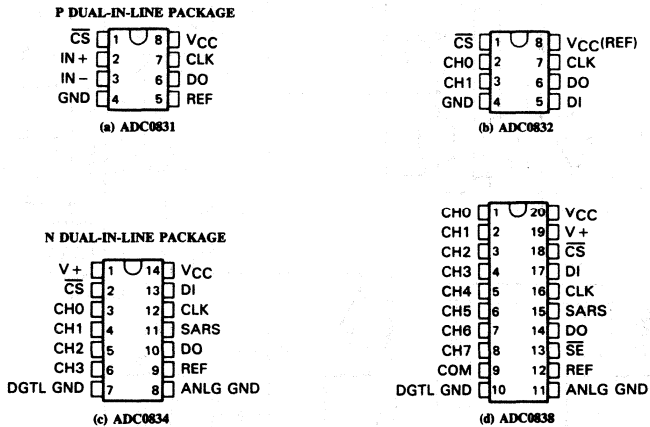 P DUAL-IN-LINE PACKAGE
CS 1 8 VCC
IN+ 2 7 CLK
IN- 3 6 DO
GND 4 5 REF
(a) ADC0831
CS 1 8 VCC(REF)
CH0 2 7 CLK
CH1 3 6 DO
GND 4 5 DI
(b) ADC0832
N DUAL-IN-LINE PACKAGE
V+ 1 14 VCC
CS 2 13 DI
CH0 3 12 CLK
CH1 4 11 SARS
CH2 5 10 DO
CH3 6 9 REF
DGTL GND 7 8 ANLG GND
(c) ADC0834
CH0 1 20 VCC
CH1 2 19 V+
CH2 3 18 CS
CH3 4 17 DI
CH4 5 16 CLK
CH5 6 15 SARS
CH6 7 14 DO
CH7 8 13 SE
COM 9 12 REF
DGTL GND 10 11 ANLG GND
(d) ADC0838